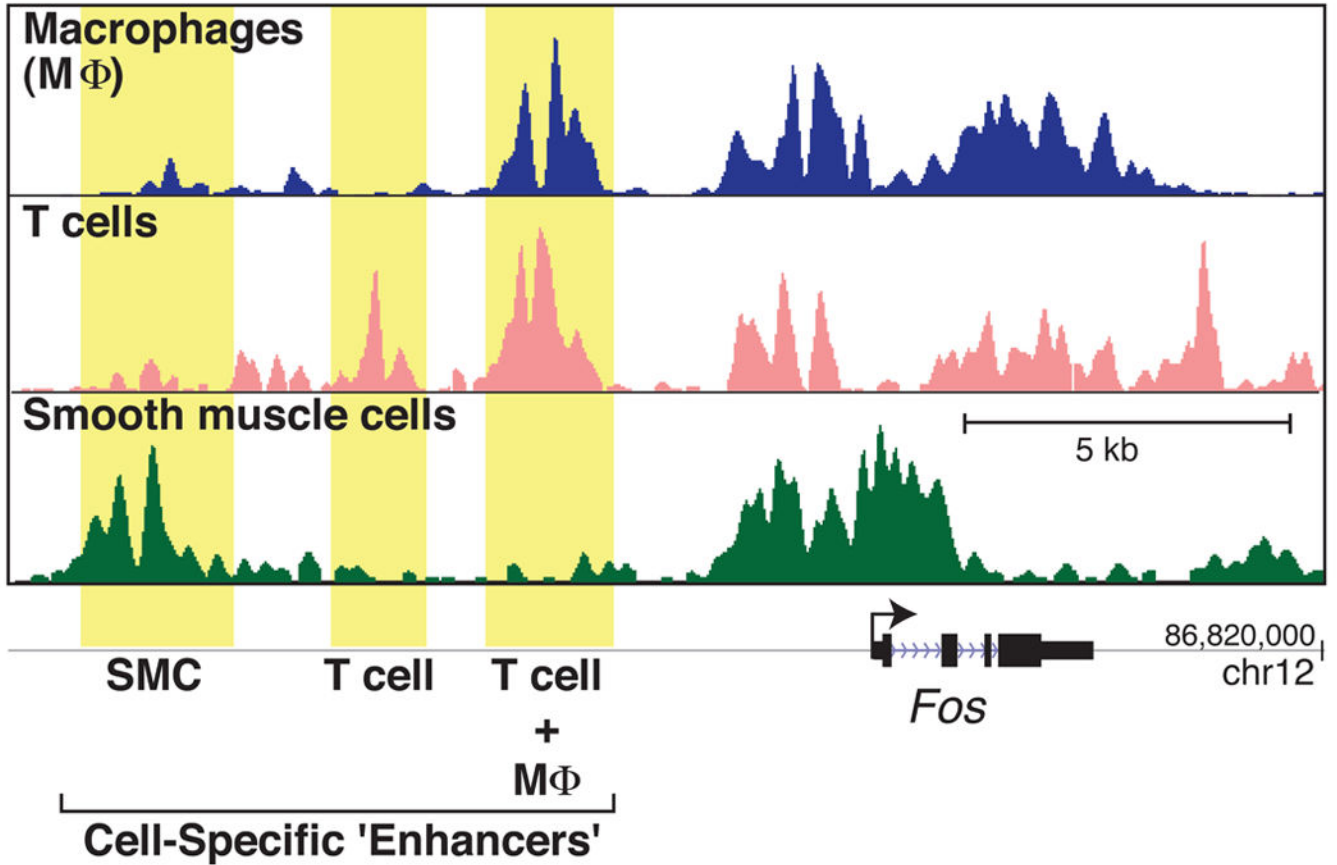 Macrophages
(MΦ)
T cells
Smooth muscle cells
5 kb
86,820,000
chr12
Fos
SMC
T cell
T cell
+
MΦ
Cell-Specific 'Enhancers'